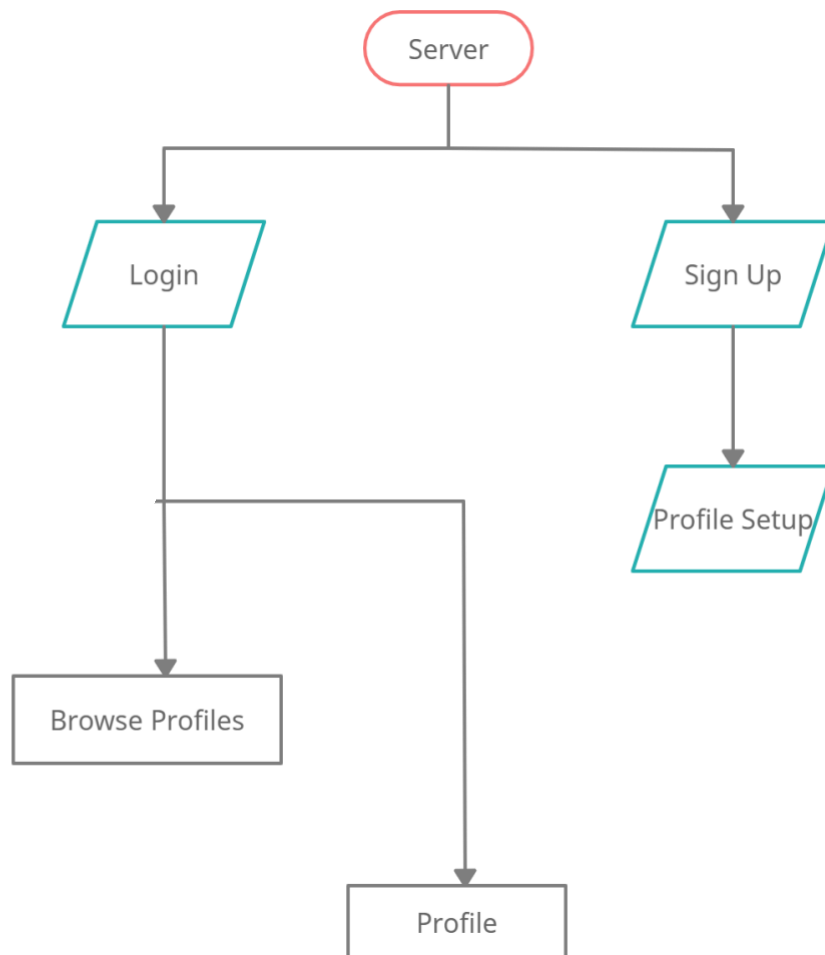 Server
Login
Sign Up
Profile Setup
Browse Profiles
Profile